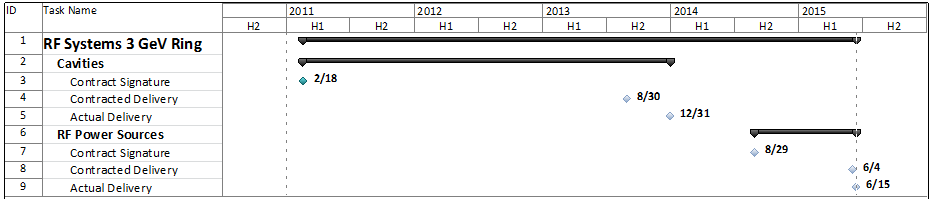 ID Task Name 2011 2012 2013 2014 2015
H2 H1 H2 H1 H2 H1 H2 H1 H2 H1 H2
1 RF Systems 3 GeV Ring
2 Cavities
3 Contract Signature 2/18
4 Contracted Delivery 8/30
5 Actual Delivery 12/31
6 RF Power Sources
7 Contract Signature 8/29
8 Contracted Delivery 6/4
9 Actual Delivery 6/15